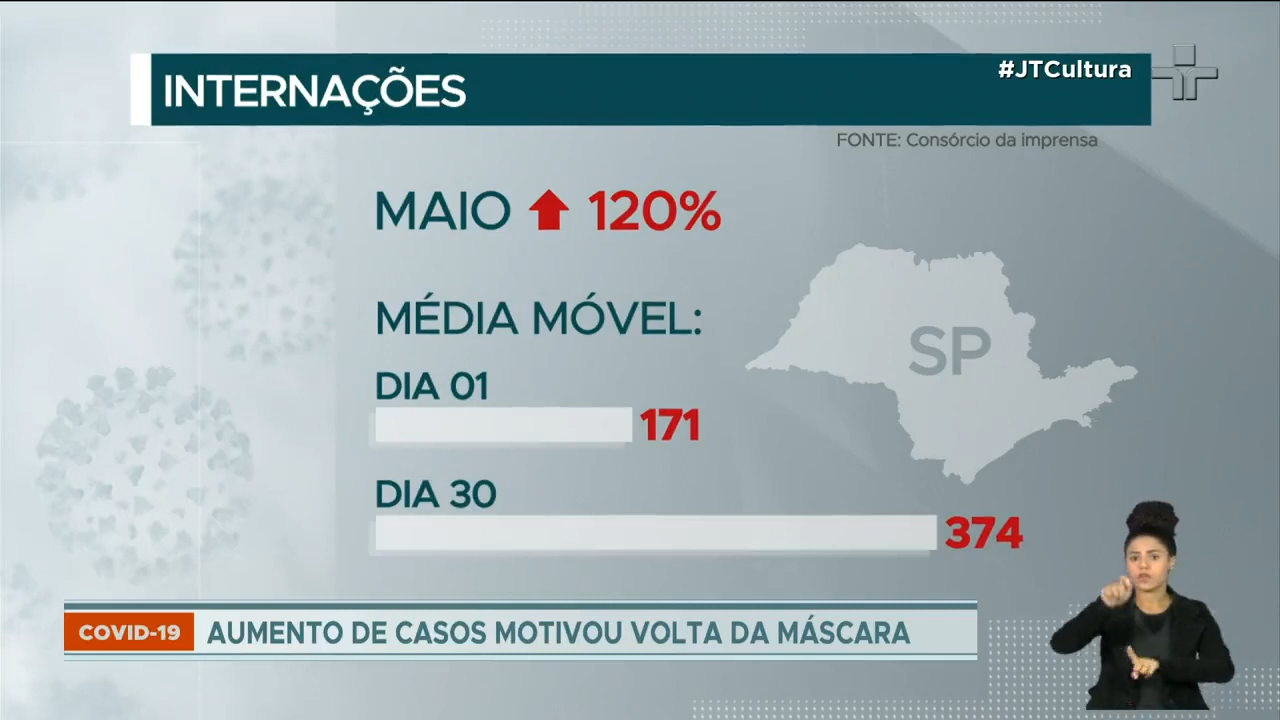 INTERNAÇÕES
#JTCultura
FONTE: Consórcio da imprensa
MAIO 120%
MÉDIA MÓVEL:
SP
DIA 01
171
DIA 30
374
COVID-19 AUMENTO DE CASOS MOTIVOU VOLTA DA MÁSCARA